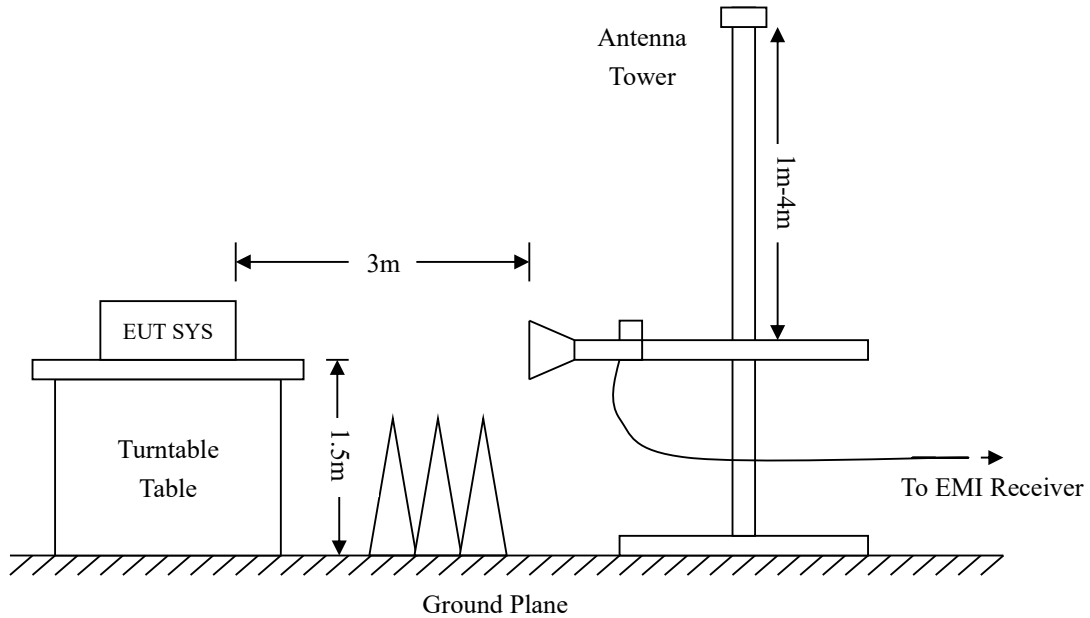 Antenna
Tower
1m-4m
3m
EUT SYS
Turntable
Table
1.5m
To EMI Receiver
Ground Plane